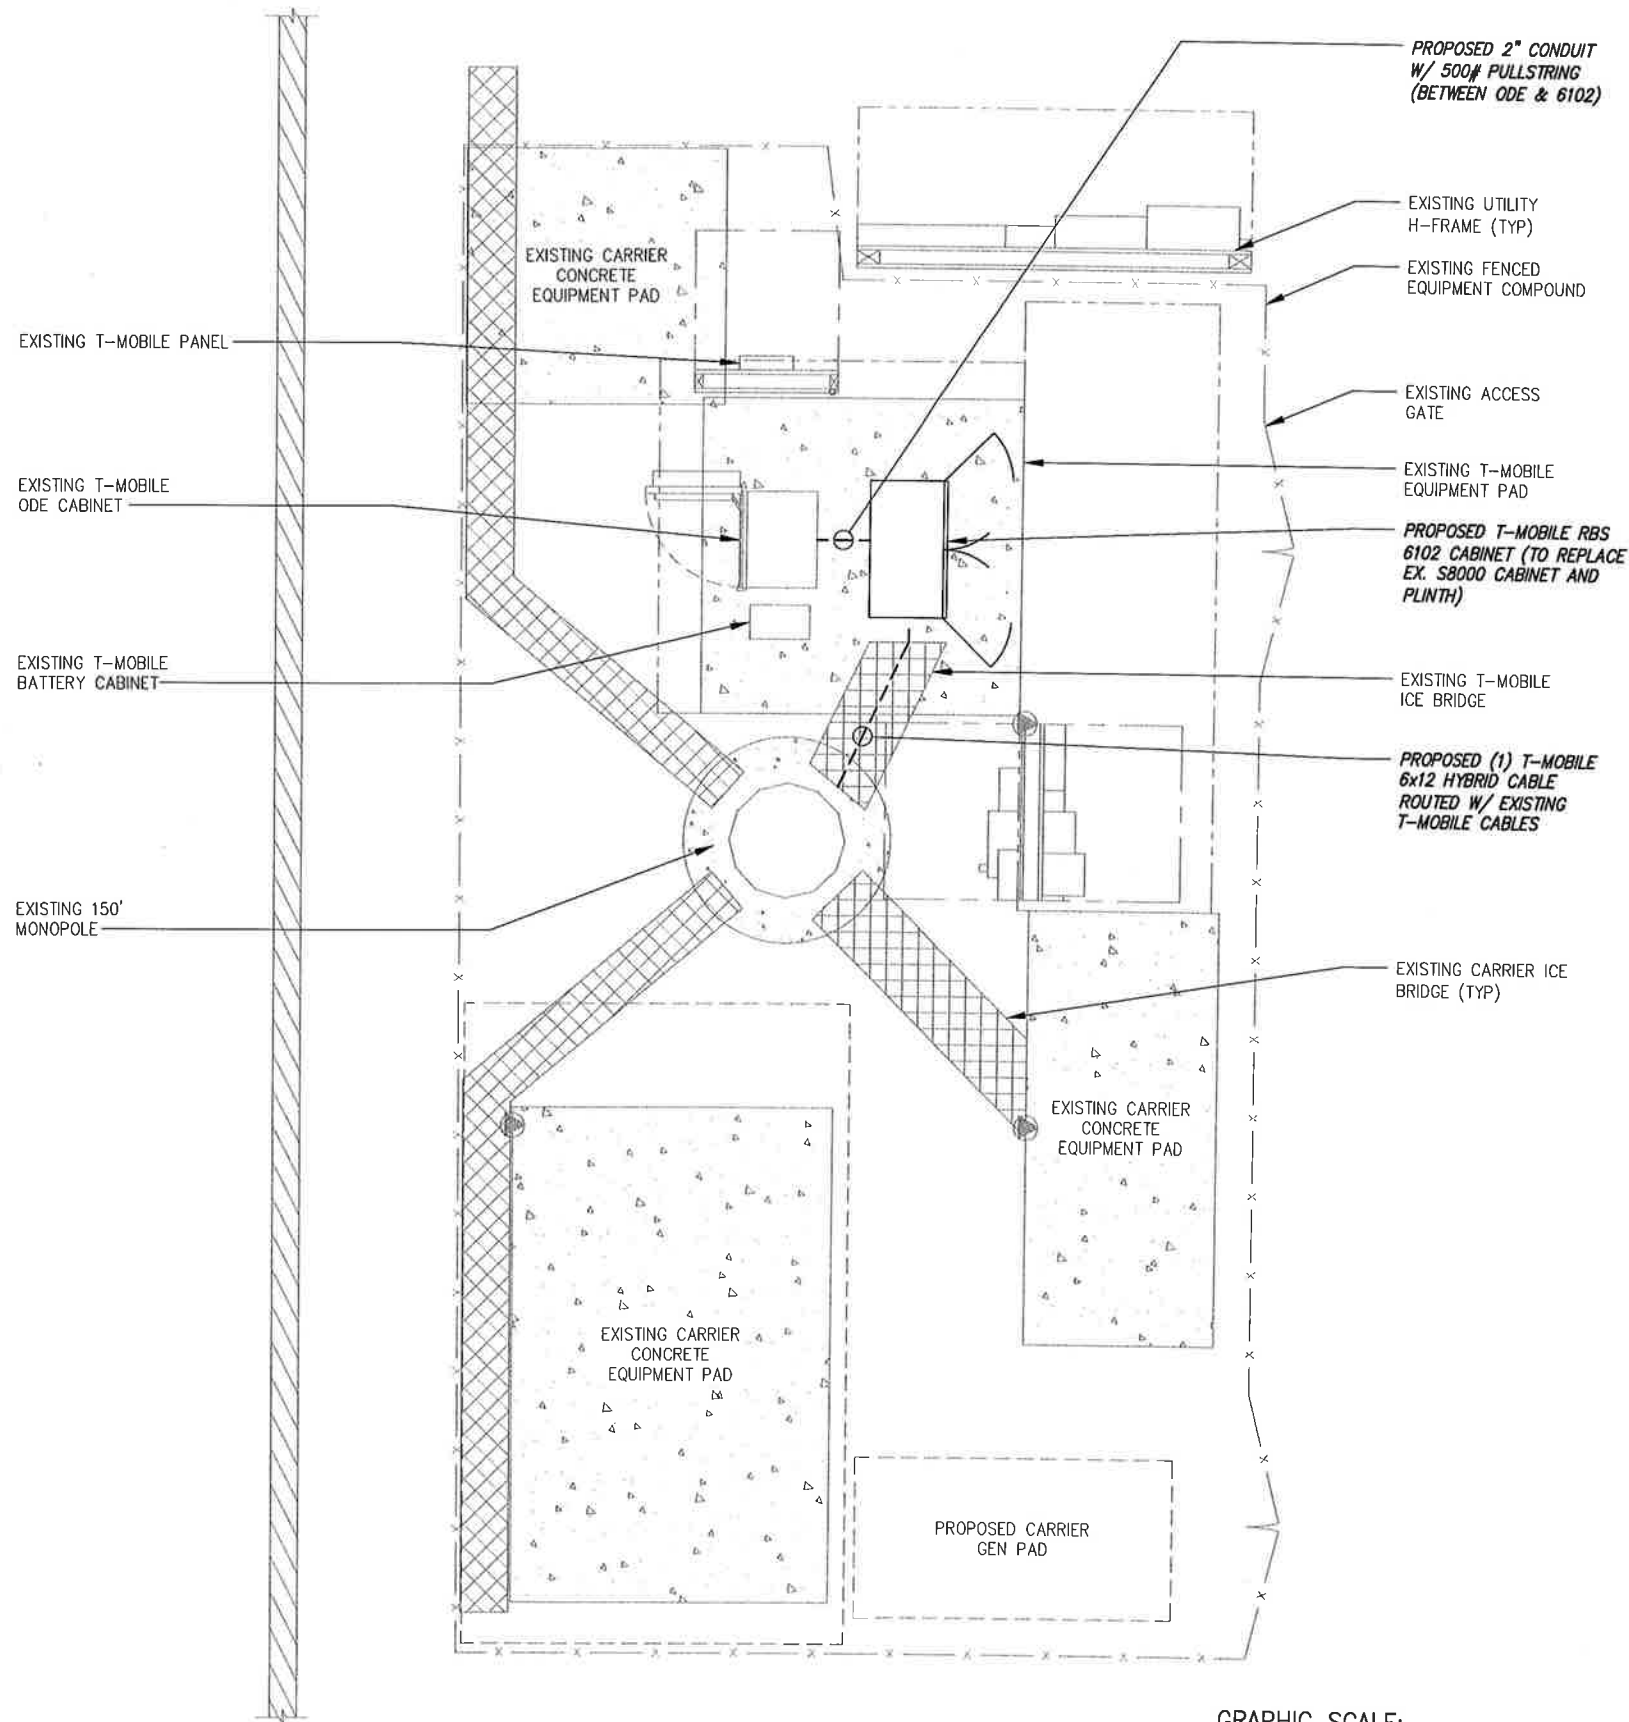 PROPOSED 2" CONDUIT
W/ 500# PULLSTRING
(BETWEEN ODE & 6102)
EXISTING UTILITY
H-FRAME (TYP)
EXISTING CARRIER
CONCRETE
EQUIPMENT PAD
EXISTING FENCED
EQUIPMENT COMPOUND
EXISTING T-MOBILE PANEL
EXISTING ACCESS
GATE
EXISTING T-MOBILE
EQUIPMENT PAD
EXISTING T-MOBILE
ODE CABINET
PROPOSED T-MOBILE RBS
6102 CABINET (TO REPLACE
EX. S8000 CABINET AND
PLINTH)
EXISTING T-MOBILE
BATTERY CABINET
EXISTING T-MOBILE
ICE BRIDGE
PROPOSED (1) T-MOBILE
6x12 HYBRID CABLE
ROUTED W/ EXISTING
T-MOBILE CABLES
EXISTING 150'
MONOPOLE
EXISTING CARRIER ICE
BRIDGE (TYP)
EXISTING CARRIER
CONCRETE
EQUIPMENT PAD
EXISTING CARRIER
CONCRETE
EQUIPMENT PAD
PROPOSED CARRIER
GEN PAD
GRAPHIC SCALE: